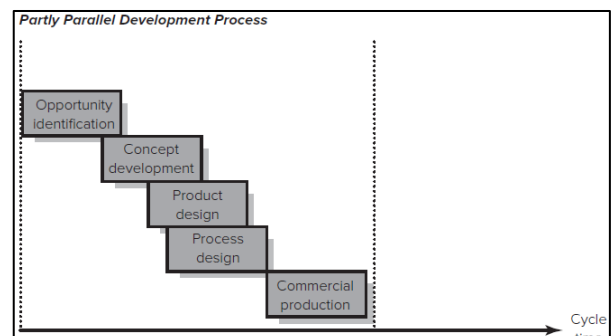 Partly Parallel Development Process
Opportunity
identification
Concept
development
Product
design
Process
design
Commercial
production
Cycle